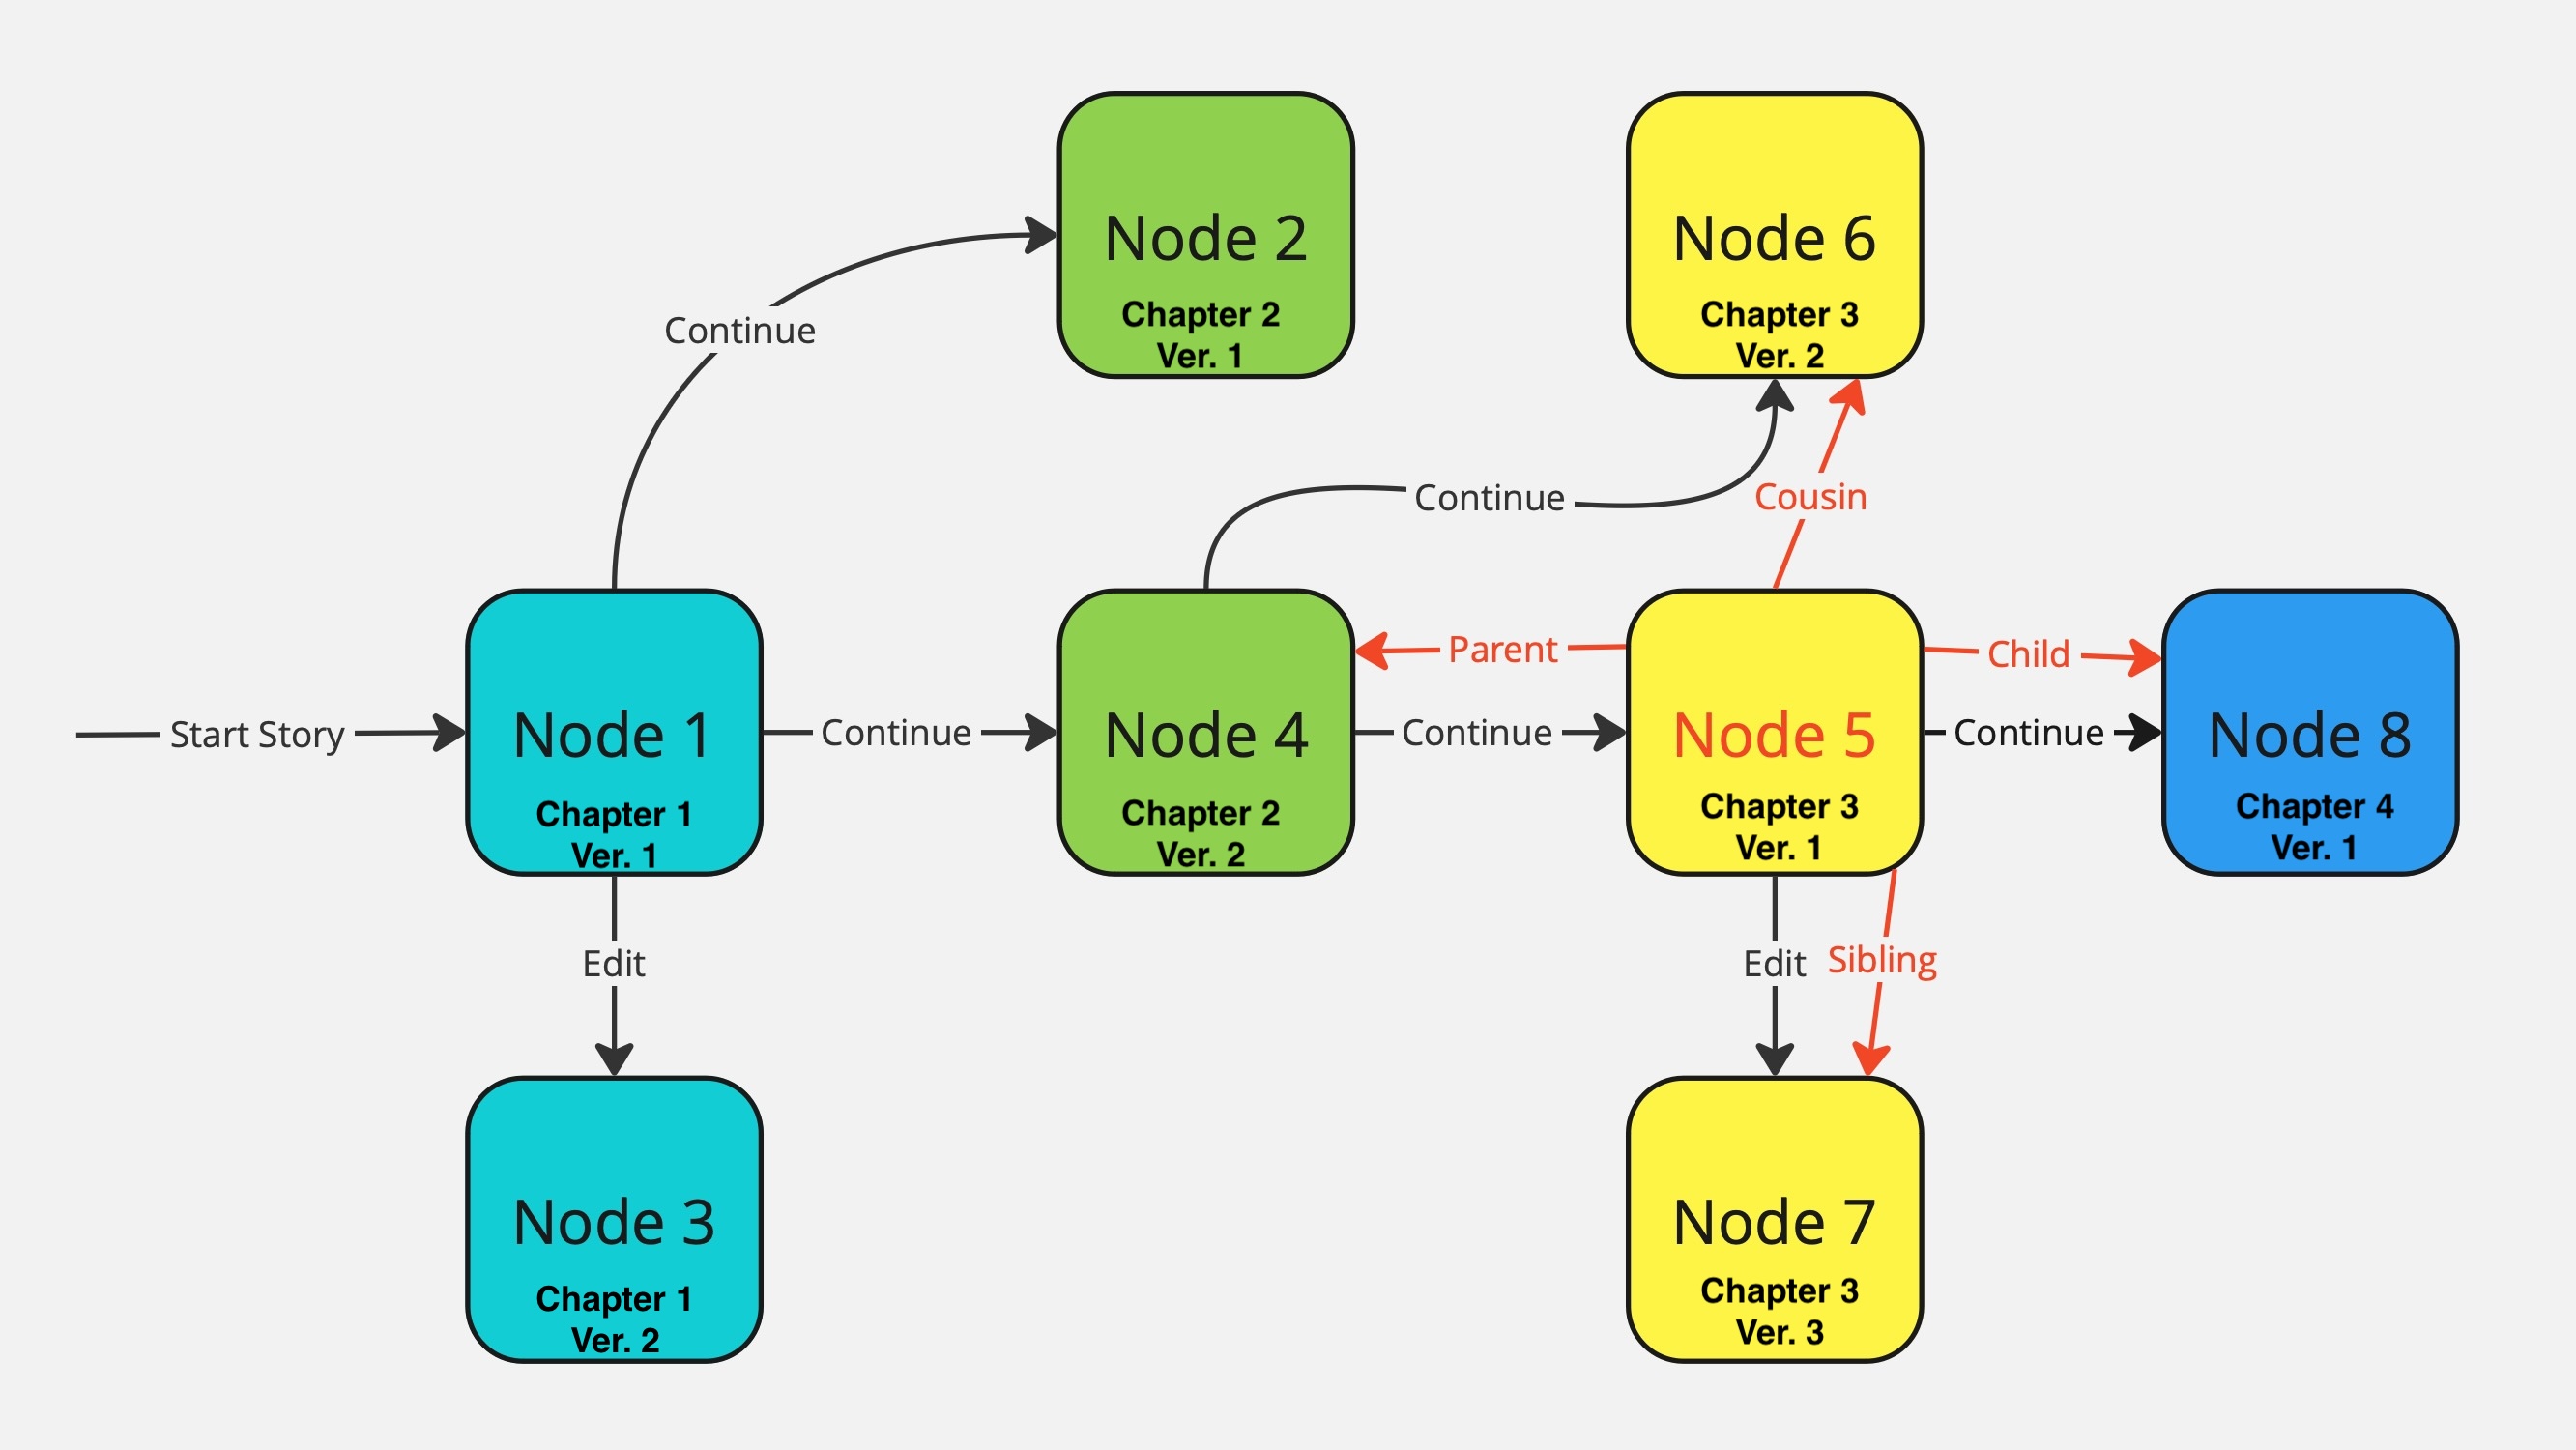 Node 2
Chapter 2
Ver. 1
Node 6
Chapter 3
Ver. 2
Continue
Continue
Cousin
Start Story
Node 1
Chapter 1
Ver. 1
Continue
Node 4
Chapter 2
Ver. 2
Parent
Continue
Node 5
Chapter 3
Ver. 1
Child
Continue
Node 8
Chapter 4
Ver. 1
Edit
Edit
Sibling
Node 3
Chapter 1
Ver. 2
Node 7
Chapter 3
Ver. 3